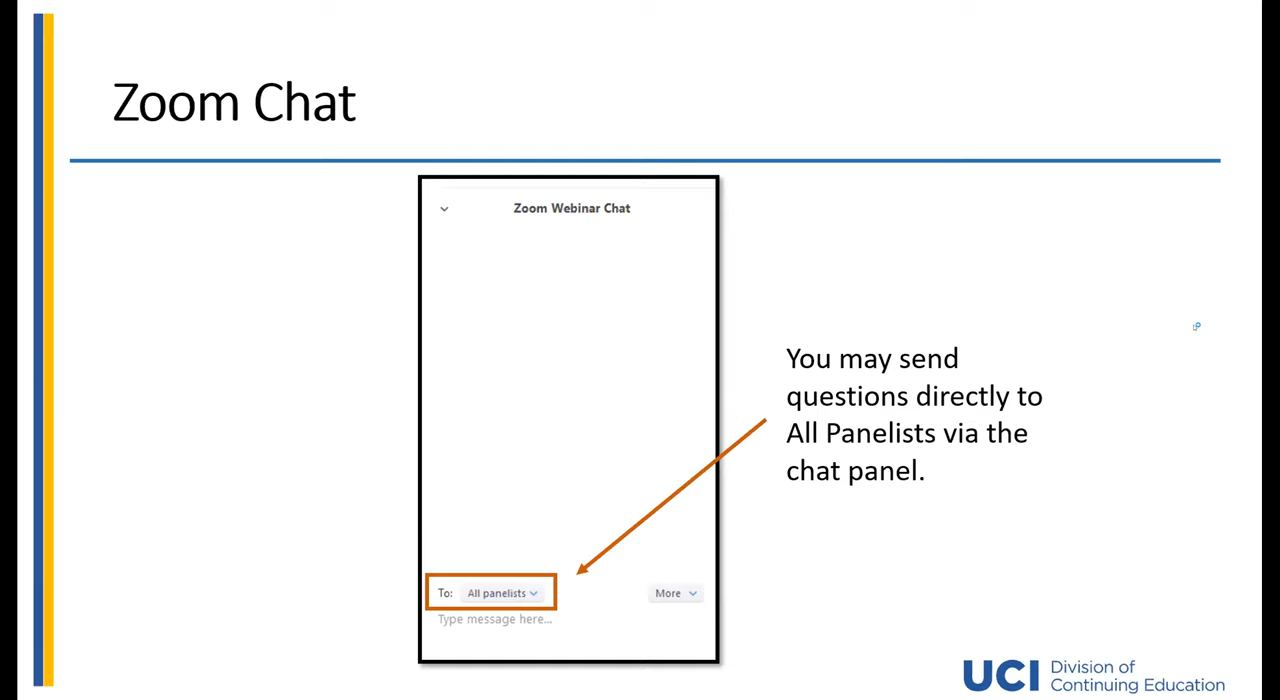 Zoom Chat
Zoom Webinar Chat
You may send
questions directly to
All Panelists via the
chat panel.
To: All panelists More
Type message here...
UCI Division of
Continuing Education